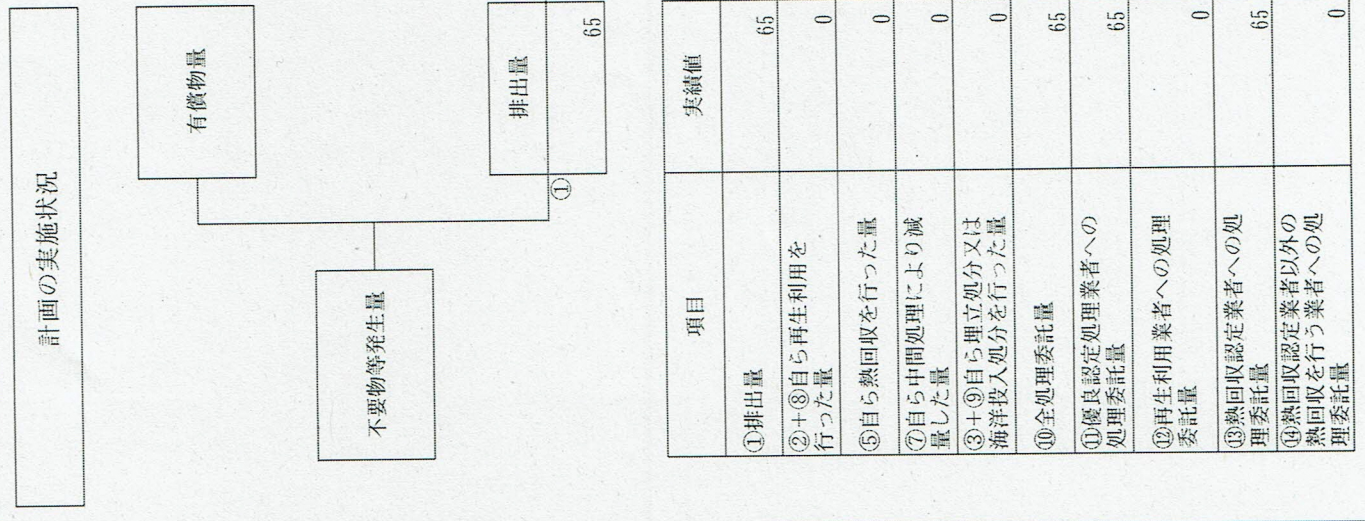 計画の実施状況
有償物量
不要物等発生量
排出量
①
65
項目
実績値
①排出量
65
②+⑧自ら再生利用を
行った量
0
⑤自ら熱回収を行った量
0
⑦自ら中間処理により減
量した量
0
③+⑨自ら埋立処分又は
海洋投入処分を行った量
0
⑩全処理委託量
65
⑪優良認定処理業者への
処理委託量
65
⑫再生利用業者への処理
委託量
0
⑬熱回収認定業者への処
理委託量
65
⑭熱回収認定業者以外の
熱回収を行う業者への処
理委託量
0